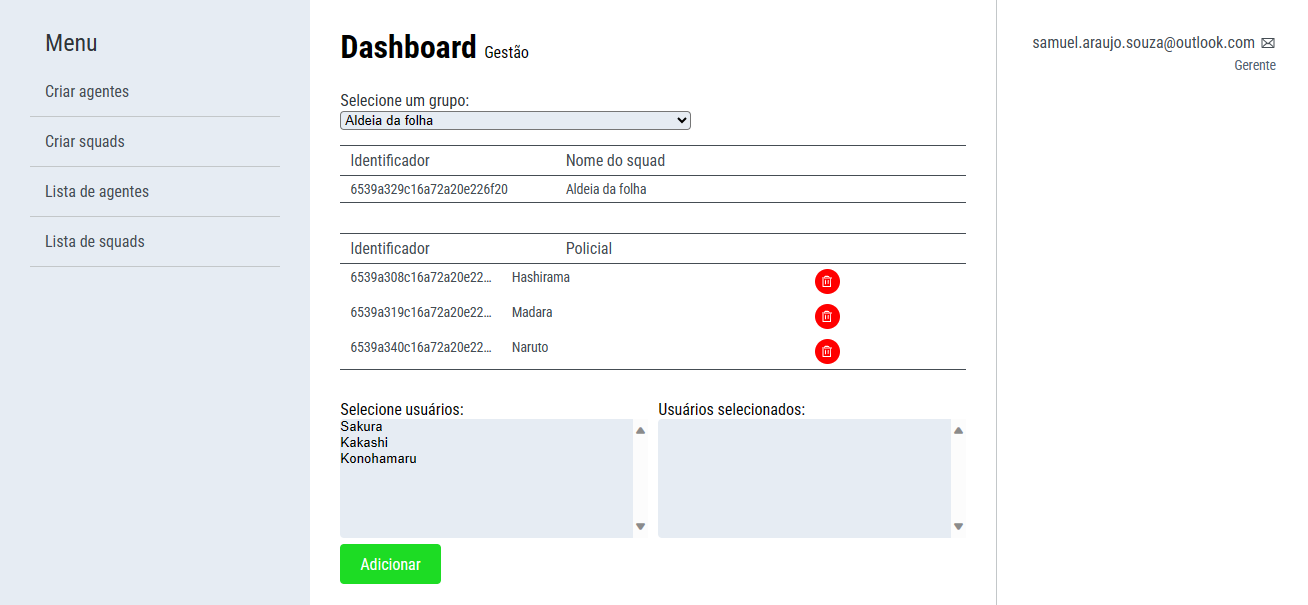 Menu
Criar agentes
Criar squads
Lista de agentes
Lista de squads
Dashboard Gestão
Selecione um grupo:
Aldeia da folha
Identificador Nome do squad
6539a329c16a72a20e226f20 Aldeia da folha
Identificador Policial
6539a308c16a72a20e22... Hashirama
6539a319c16a72a20e22... Madara
6539a340c16a72a20e22... Naruto
Selecione usuários:
Sakura
Kakashi
Konohamaru
Usuários selecionados:
Adicionar
samuel.araujo.souza@outlook.com
Gerente